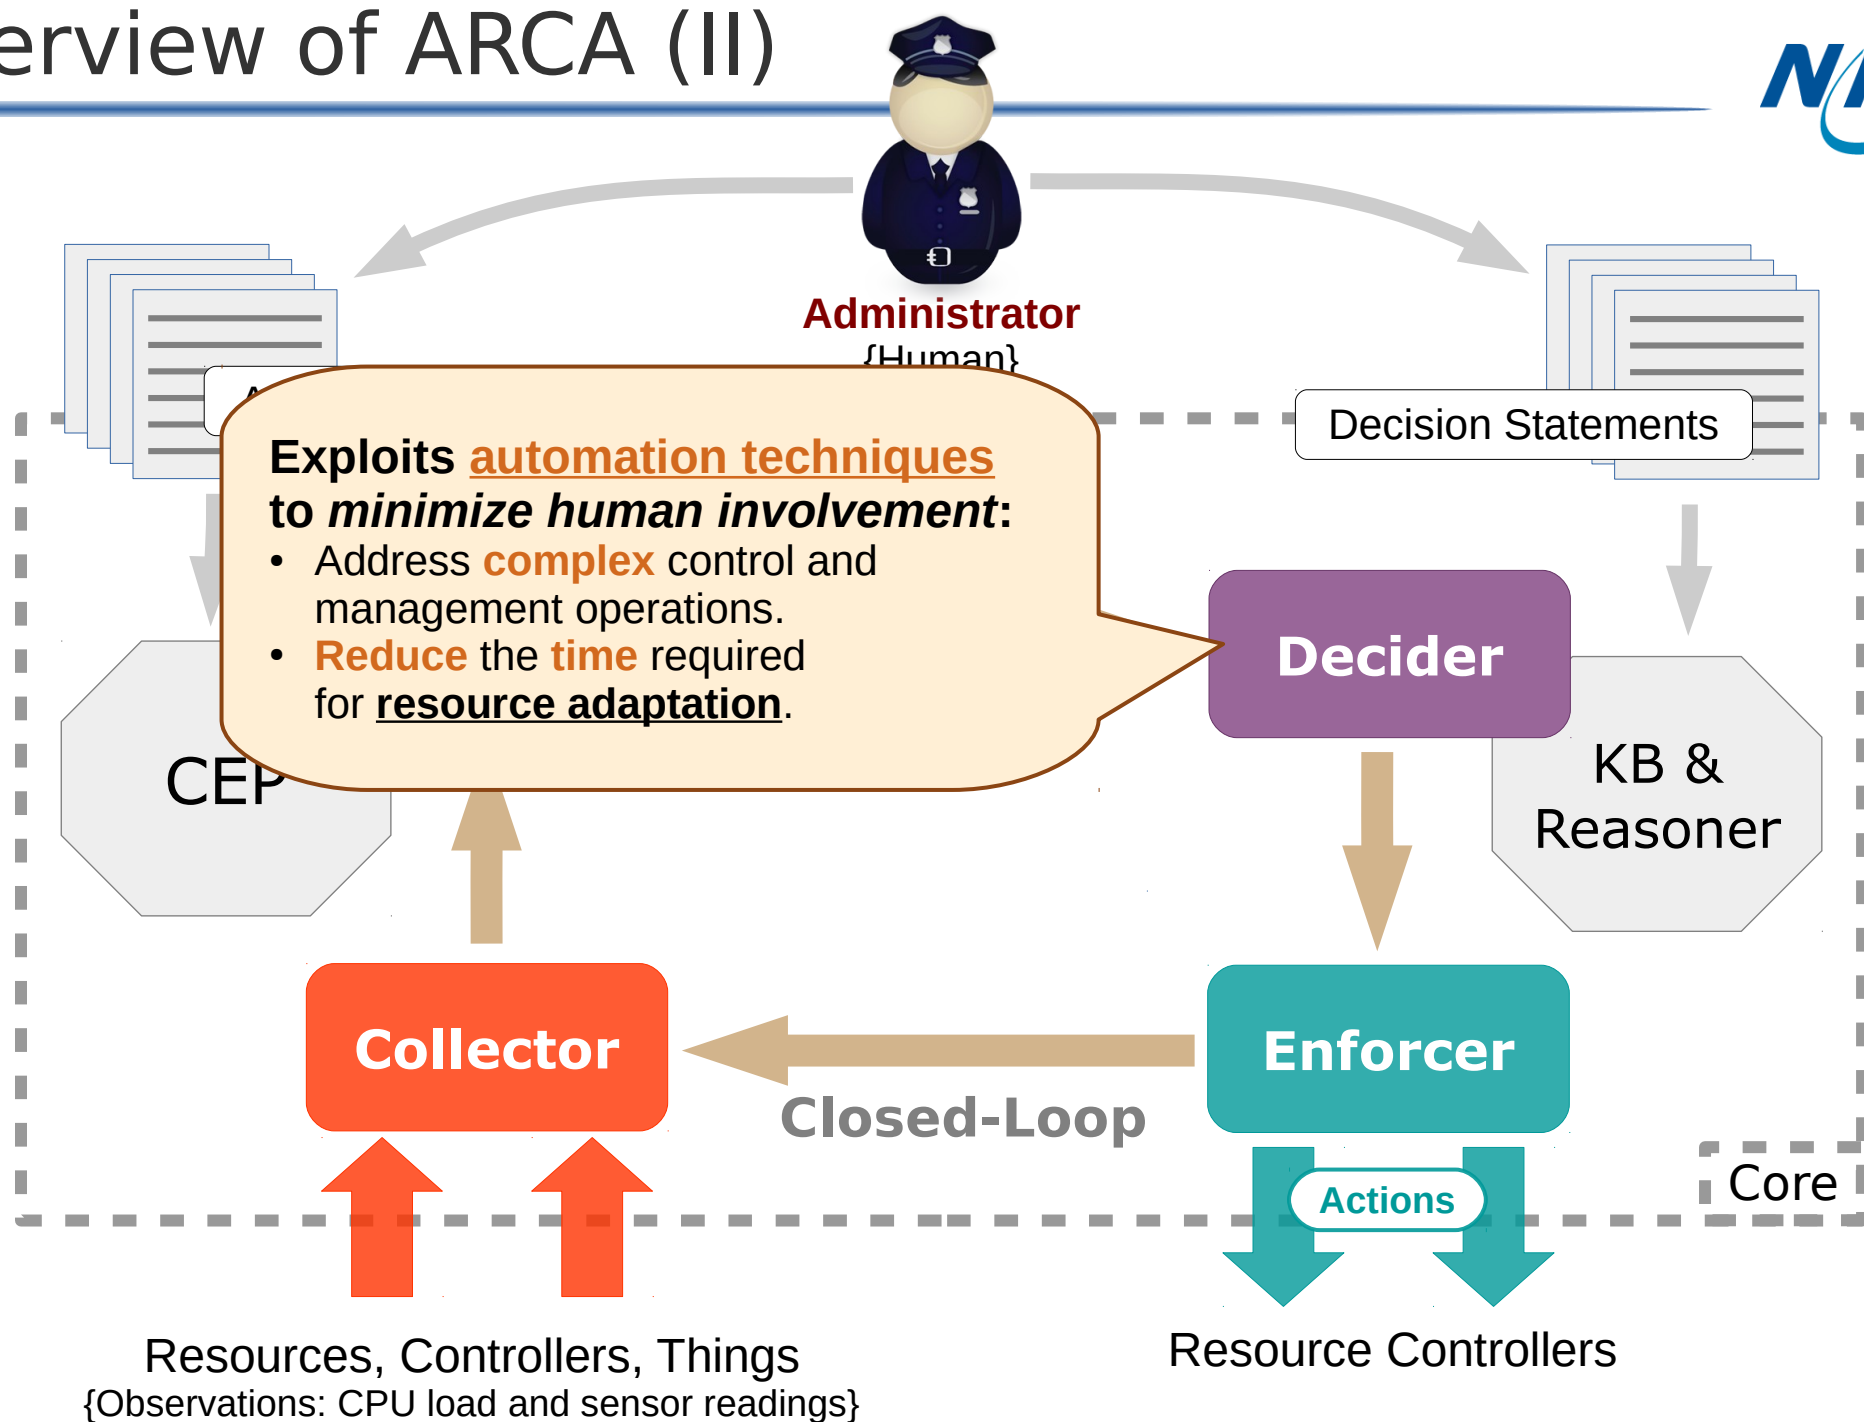 erview of ARCA (II)
Administrator
{Human}
Decision Statements
Exploits automation techniques
to minimize human involvement:
• Address complex control and
management operations.
• Reduce the time required
for resource adaptation.
Decider
CEP
KB &
Reasoner
Collector
Enforcer
Closed-Loop
Actions
Core
Resources, Controllers, Things
{Observations: CPU load and sensor readings}
Resource Controllers